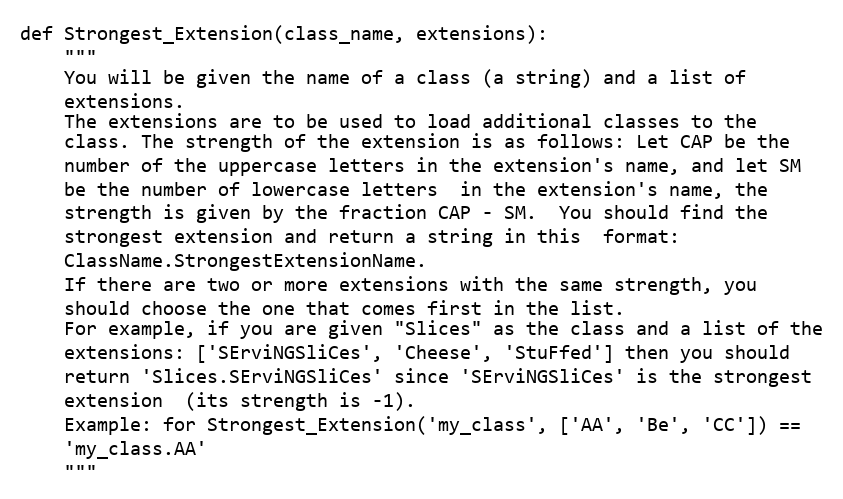 def Strongest_Extension(class_name, extensions):
    """
    You will be given the name of a class (a string) and a list of
    extensions.
    The extensions are to be used to load additional classes to the
    class. The strength of the extension is as follows: Let CAP be the
    number of the uppercase letters in the extension's name, and let SM
    be the number of lowercase letters  in the extension's name, the
    strength is given by the fraction CAP - SM.  You should find the
    strongest extension and return a string in this  format:
    ClassName.StrongestExtensionName.
    If there are two or more extensions with the same strength, you
    should choose the one that comes first in the list.
    For example, if you are given "Slices" as the class and a list of the
    extensions: ['SErviNGSliCes', 'Cheese', 'StuFfed'] then you should
    return 'Slices.SErviNGSliCes' since 'SErviNGSliCes' is the strongest
    extension  (its strength is -1).
    Example: for Strongest_Extension('my_class', ['AA', 'Be', 'CC']) ==
    'my_class.AA'
    """